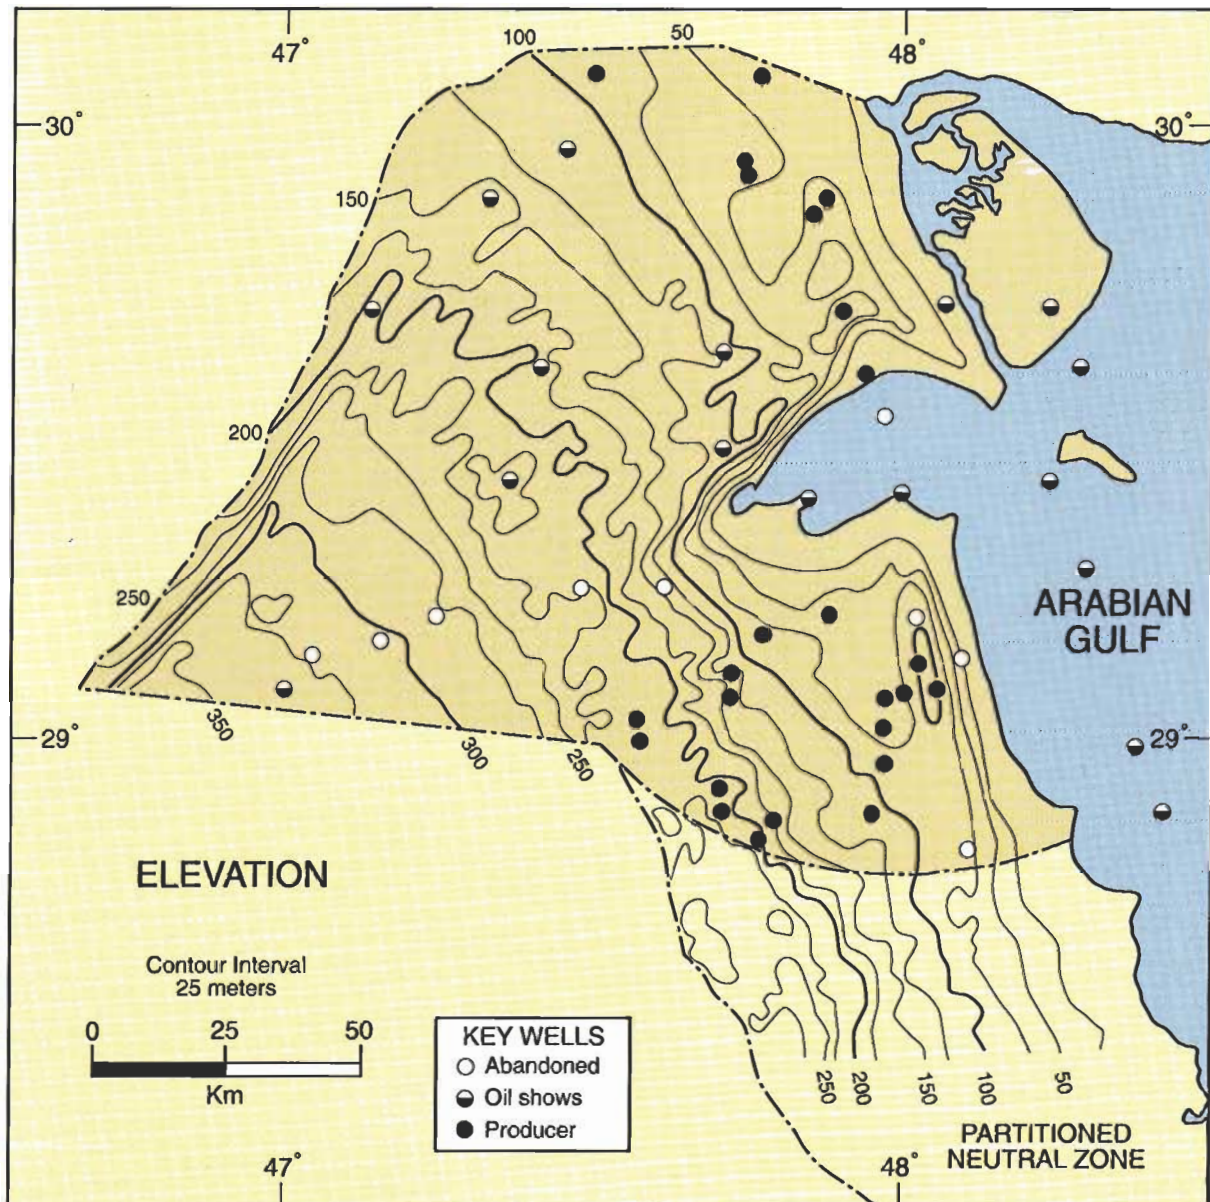 100
50
47°
48°
30°
30°
150
200
250
ARABIAN
GULF
350
300
250
29°
29°
ELEVATION
Contour Interval
25 meters
0 25 50
Km
KEY WELLS
Abandoned
Oil shows
Producer
250
200
150
100
50
PARTITIONED
NEUTRAL ZONE
47°
48°